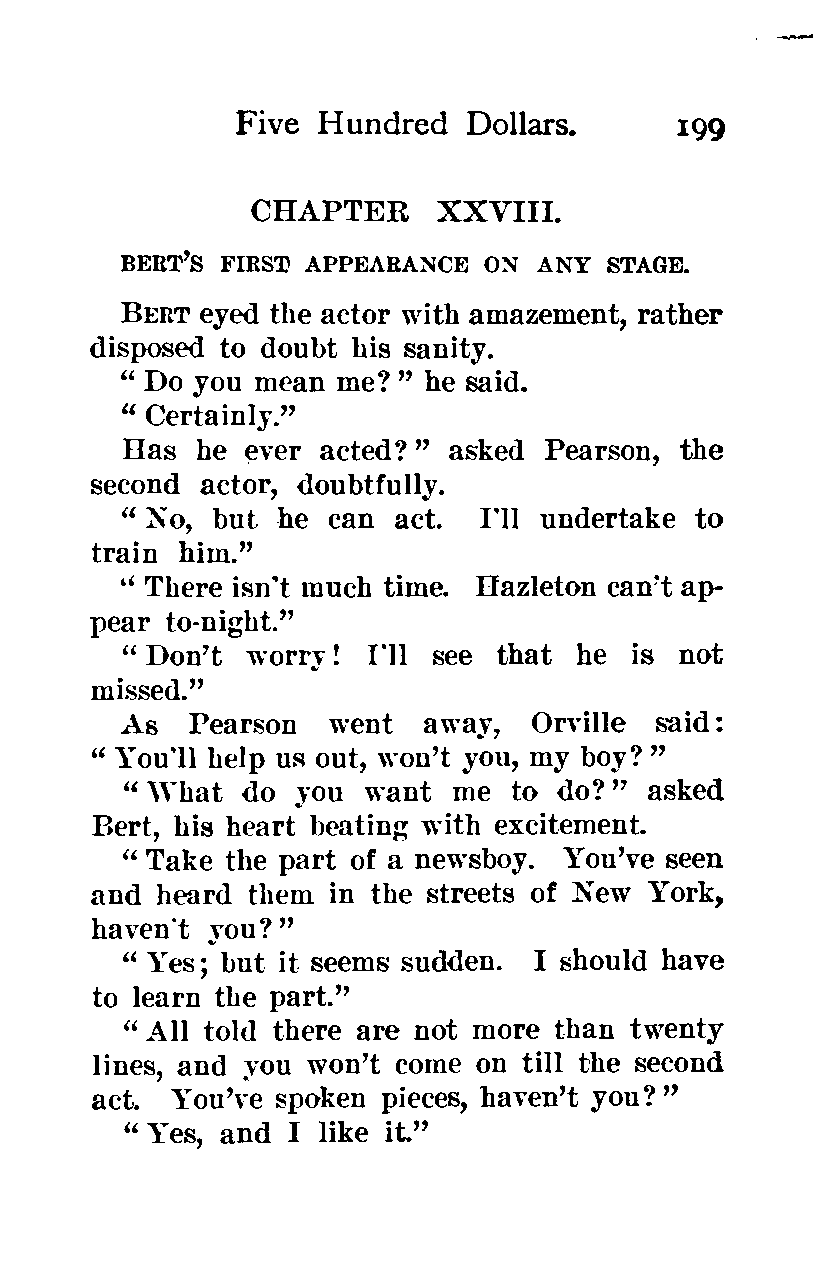 Five Hundred Dollars. 199
CHAPTER XXVIII.
BERT'S FIRST APPEARANCE ON ANY STAGE.
BERT eyed the actor with amazement, rather
disposed to doubt his sanity.
" Do you mean me? " he said.
" Certainly."
Has he ever acted? " asked Pearson, the
second actor, doubtfully.
" No, but he can act. I'll undertake to
train him."
" There isn't much time. Hazleton can't ap-
pear to-night."
" Don't worry! I'll see that he is not
missed."
As Pearson went away, Orville said:
" You'll help us out, won't you, my boy? "
" What do you want me to do? " asked
Bert, his heart beating with excitement.
" Take the part of a newsboy. You've seen
and heard them in the streets of New York,
haven't you? "
" Yes; but it seems sudden. I should have
to learn the part."
" All told there are not more than twenty
lines, and you won't come on till the second
act. You've spoken pieces, haven't you? "
" Yes, and I like it."